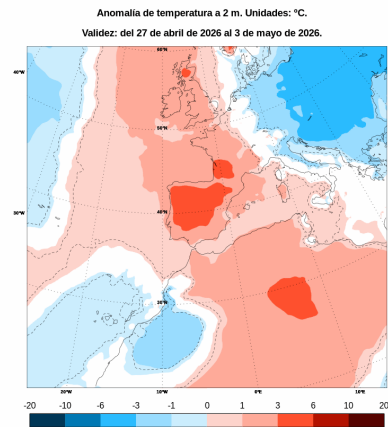 Anomalía de temperatura a 2 m. Unidades: ºC.
Validez: del 27 de abril de 2026 al 3 de mayo de 2026.
60°N
40°W
50°N
30°W
40°N
30°N
20°W
10°W
0°E
10°E
-20 -10 -6 -3 -1 0 1 3 6 10 20